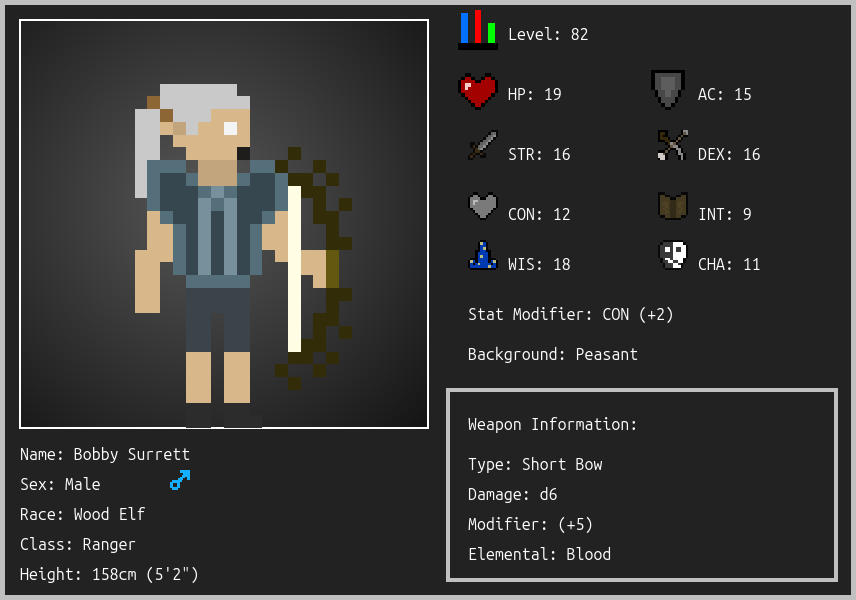 Level: 82
HP: 19
AC: 15
STR: 16
DEX: 16
CON: 12
INT: 9
WIS: 18
CHA: 11
Stat Modifier: CON (+2)
Background: Peasant
Weapon Information:
Type: Short Bow
Damage: d6
Modifier: (+5)
Elemental: Blood
Name: Bobby Surrett
Sex: Male
Race: Wood Elf
Class: Ranger
Height: 158cm (5'2")